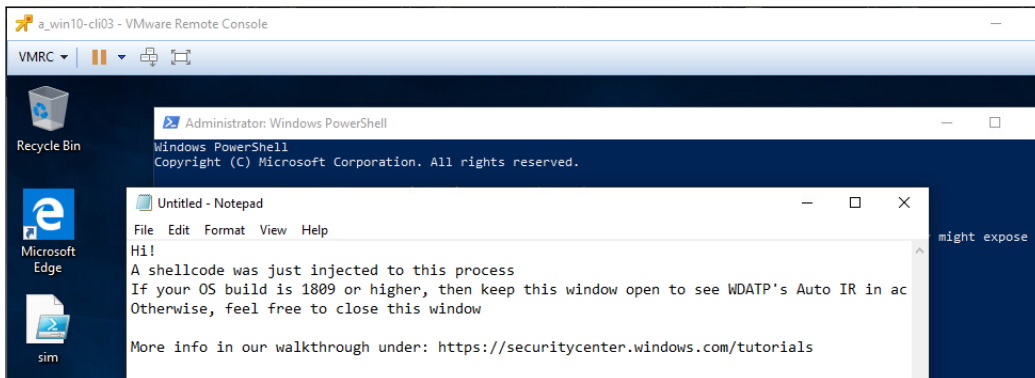 a_win10-cli03 - VMware Remote Console
VMRC
Recycle Bin
Administrator: Windows PowerShell
Windows PowerShell
Copyright (C) Microsoft Corporation. All rights reserved.
Untitled - Notepad
File Edit Format View Help
might expose
Hi!
A shellcode was just injected to this process
If your OS build is 1809 or higher, then keep this window open to see WDATP's Auto IR in ac
Otherwise, feel free to close this window
More info in our walkthrough under: https://securitycenter.windows.com/tutorials
Microsoft
Edge
sim